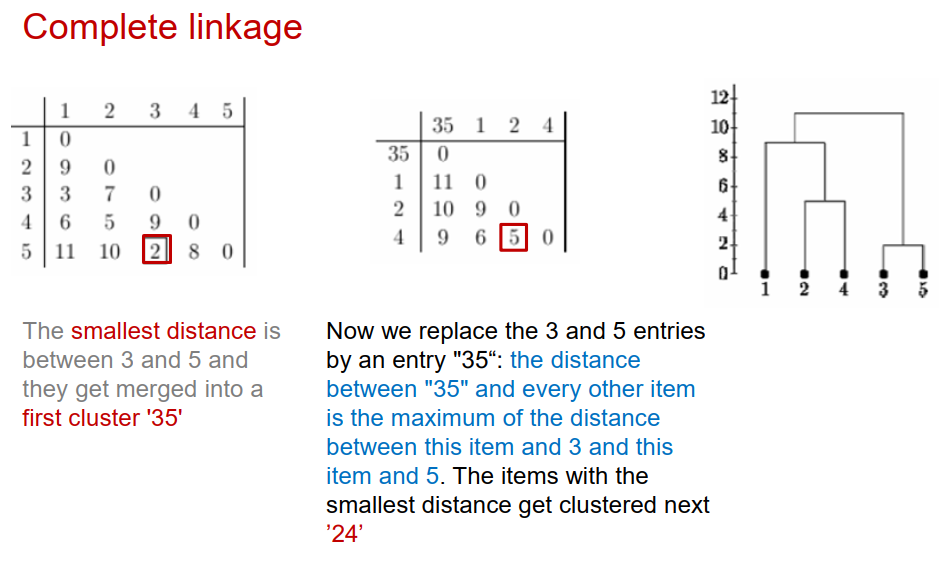 Complete linkage
1 2 3 4 5
1 0
2 9 0
3 3 7 0
4 6 5 9 0
5 11 10 2 8 0
35 1 2 4
35 0
1 11 0
2 10 9 0
4 9 6 5 0
12
10
8
6
4
2
0
1 2 4 3 5
The smallest distance is
between 3 and 5 and
they get merged into a
first cluster '35'
Now we replace the 3 and 5 entries
by an entry "35“: the distance
between "35" and every other item
is the maximum of the distance
between this item and 3 and this
item and 5. The items with the
smallest distance get clustered next
’24’